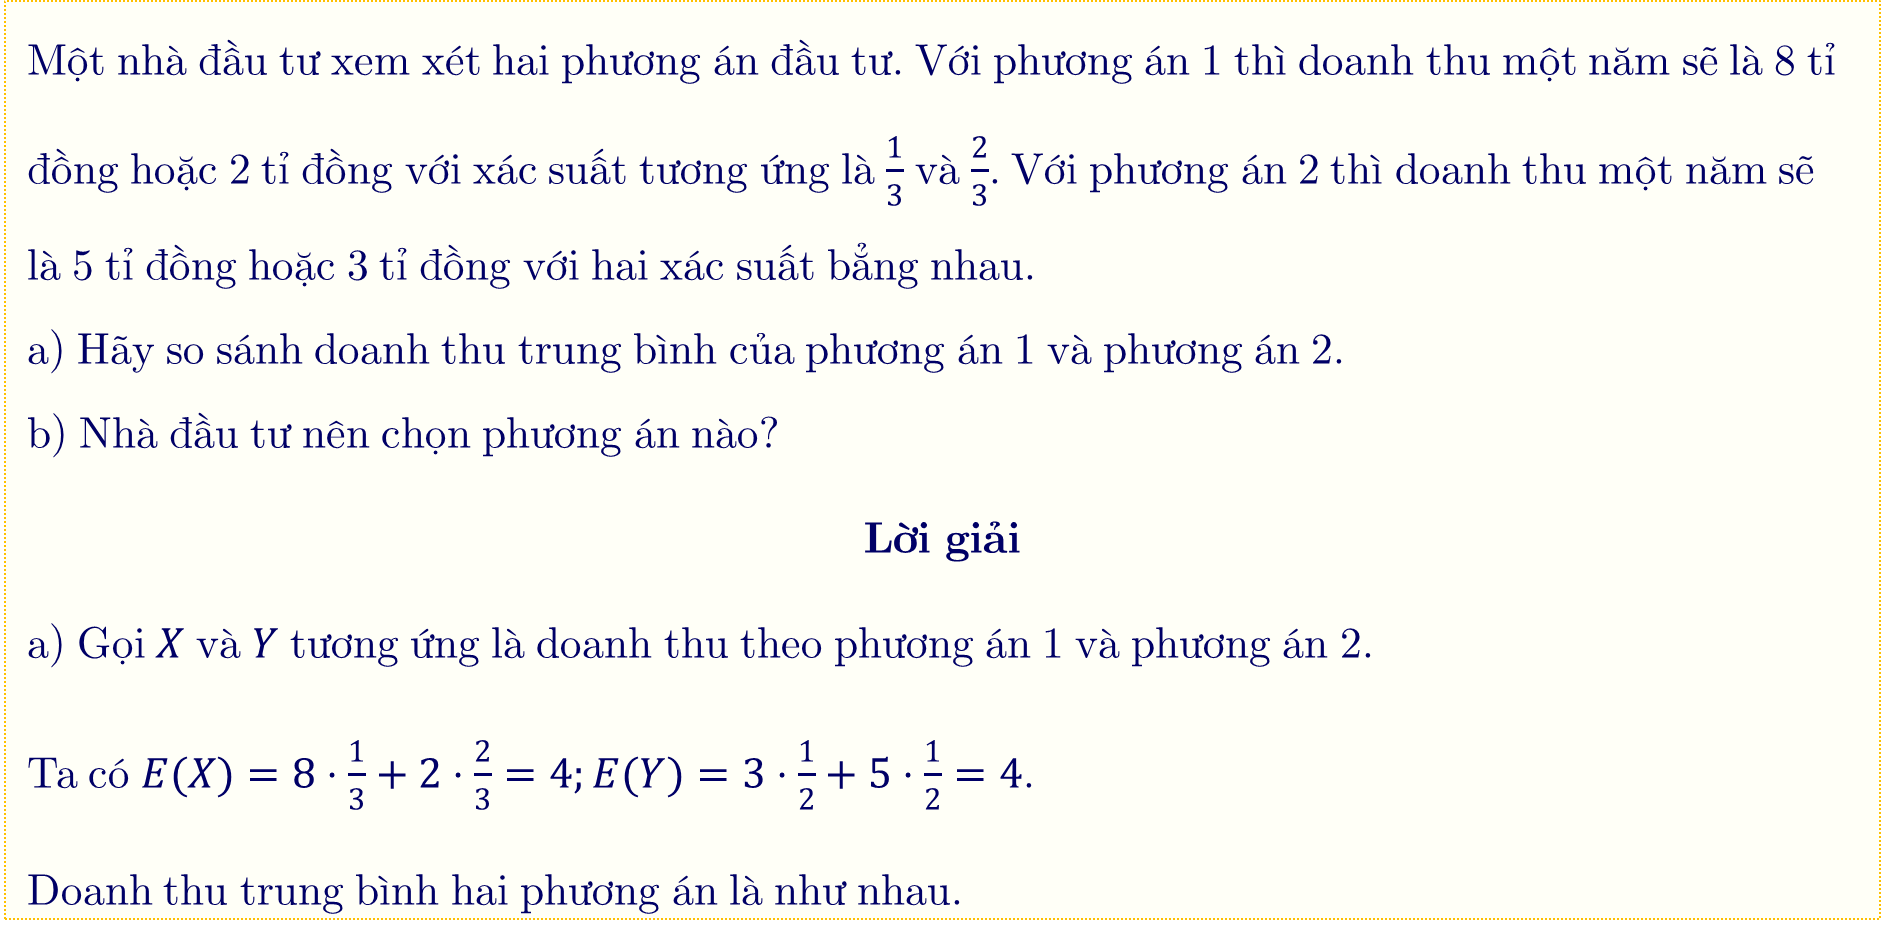 Một nhà đầu tư xem xét hai phương án đầu tư. Với phương án 1 thì doanh thu một năm sẽ là 8 tỉ
đồng hoặc 2 tỉ đồng với xác suất tương ứng là 1/3 và 2/3. Với phương án 2 thì doanh thu một năm sẽ
là 5 tỉ đồng hoặc 3 tỉ đồng với hai xác suất bẳng nhau.
a) Hãy so sánh doanh thu trung bình của phương án 1 và phương án 2.
b) Nhà đầu tư nên chọn phương án nào?
Lời giải
a) Gọi X và Y tương ứng là doanh thu theo phương án 1 và phương án 2.
Ta có E(X) = 8 · 1/3 + 2 · 2/3 = 4; E(Y) = 3 · 1/2 + 5 · 1/2 = 4.
Doanh thu trung bình hai phương án là như nhau.